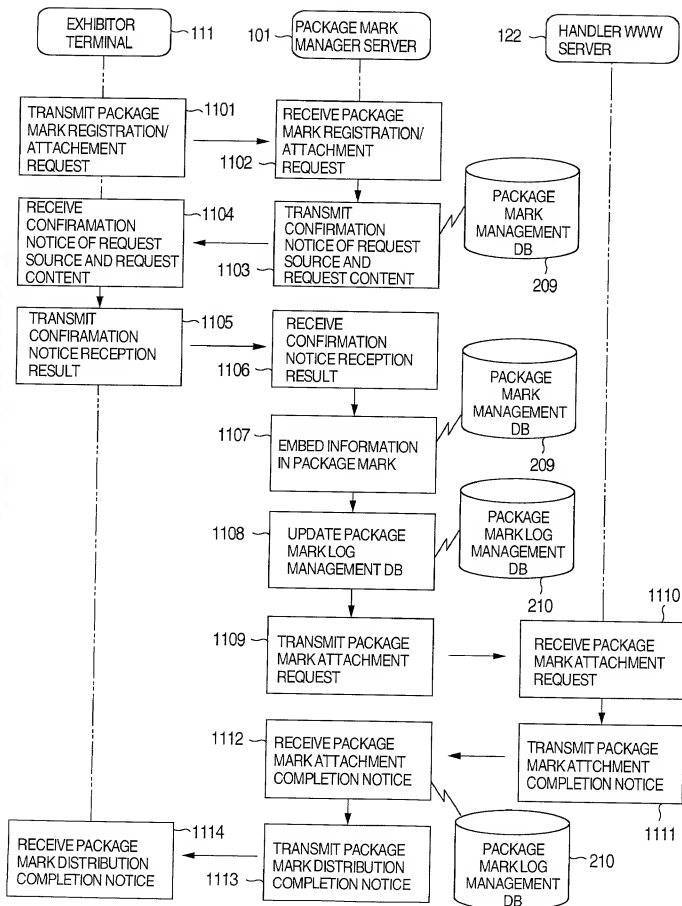 EXHIBITOR
TERMINAL
111
101
PACKAGE MARK
MANAGER SERVER
122
HANDLER WWW
SERVER
TRANSMIT PACKAGE
MARK REGISTRATION/
ATTACHEMENT
REQUEST
1101
RECEIVE PACKAGE
MARK REGISTRATION/
ATTACHMENT
REQUEST
1102
RECEIVE
CONFIRAMATION
NOTICE OF REQUEST
SOURCE AND REQUEST
CONTENT
1104
TRANSMIT
CONFIRMATION
NOTICE OF REQUEST
SOURCE AND
REQUEST CONTENT
1103
PACKAGE
MARK
MANAGEMENT
DB
209
TRANSMIT
CONFIRAMATION
NOTICE RECEPTION
RESULT
1105
RECEIVE
CONFIRMATION
NOTICE RECEPTION
RESULT
1106
PACKAGE
MARK
MANAGEMENT
DB
209
1107
EMBED INFORMATION
IN PACKAGE MARK
1108
UPDATE PACKAGE
MARK LOG
MANAGEMENT DB
PACKAGE
MARK LOG
MANAGEMENT
DB
210
1109
TRANSMIT PACKAGE
MARK ATTACHMENT
REQUEST
1110
RECEIVE PACKAGE
MARK ATTACHMENT
REQUEST
1112
RECEIVE PACKAGE
MARK ATTACHMENT
COMPLETION NOTICE
TRANSMIT PACKAGE
MARK ATTCHMENT
COMPLETION NOTICE
1111
RECEIVE PACKAGE
MARK DISTRIBUTION
COMPLETION NOTICE
1114
TRANSMIT PACKAGE
MARK DISTRIBUTION
COMPLETION NOTICE
1113
PACKAGE
MARK LOG
MANAGEMENT
DB
210